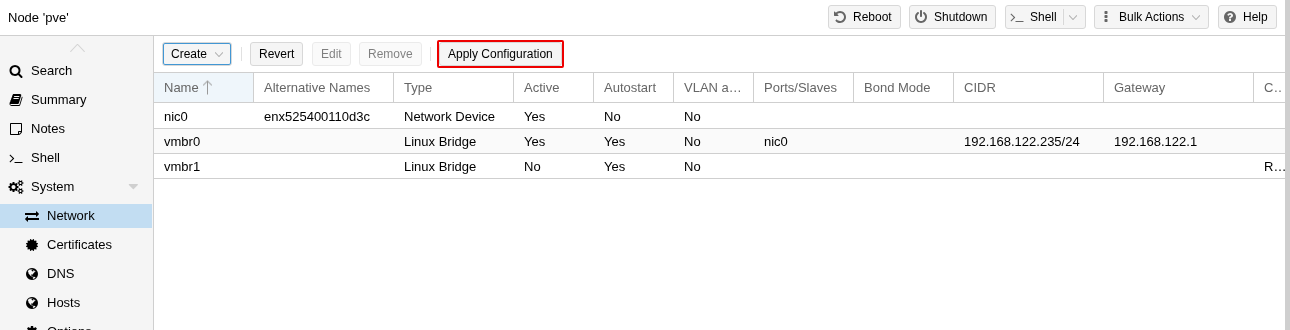 Node 'pve'
Reboot
Shutdown
Shell
Bulk Actions
Help
Search
Summary
Notes
Shell
System
Network
Certificates
DNS
Hosts
Options
Create
Revert
Edit
Remove
Apply Configuration
Name Alternative Names Type Active Autostart VLAN a... Ports/Slaves Bond Mode CIDR Gateway C...
nic0 enx525400110d3c Network Device Yes No No
vmbr0 Linux Bridge Yes Yes No nic0 192.168.122.235/24 192.168.122.1
vmbr1 Linux Bridge No Yes No R...